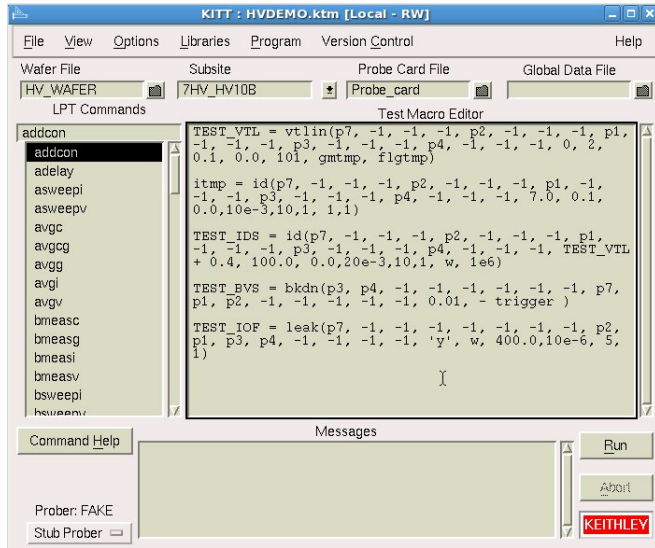 KITT : HVDEMO.ktm [Local - RW]
File View Options Libraries Program Version Control Help
Wafer File Subsite Probe Card File Global Data File
HV_WAFER 7HV_HV10B Probe_card
LPT Commands Test Macro Editor
addcon
addcon
adelay
asweepi
asweepv
avgc
avgcg
avgg
avgi
avgv
bmeasc
bmeasg
bmeasi
bmeasv
bsweepi
bsweepv
TEST_VTL = vtlin(p7, -1, -1, -1, p2, -1, -1, -1, p1,
-1, -1, -1, p3, -1, -1, -1, p4, -1, -1, -1, 0, 2,
0.1, 0.0, 101, gmtmp, flgtmp)
itmp = id(p7, -1, -1, -1, p2, -1, -1, -1, p1, -1,
-1, -1, p3, -1, -1, -1, p4, -1, -1, -1, 7.0, 0.1,
0.0,10e-3,10,1, 1,1)
TEST_IDS = id(p7, -1, -1, -1, p2, -1, -1, -1, p1,
-1, -1, -1, p3, -1, -1, -1, p4, -1, -1, -1, TEST_VTL
+ 0.4, 100.0, 0.0,20e-3,10,1, w, 1e6)
TEST_BVS = bkdn(p3, p4, -1, -1, -1, -1, -1, -1, p7,
p1, p2, -1, -1, -1, -1, -1, 0.01, - trigger )
TEST_IOF = leak(p7, -1, -1, -1, -1, -1, -1, -1, p2,
p1, p3, p4, -1, -1, -1, -1, 'y', w, 400.0,10e-6, 5,
1)
Command Help
Messages
Run
Abort
Prober: FAKE
Stub Prober
KEITHLEY